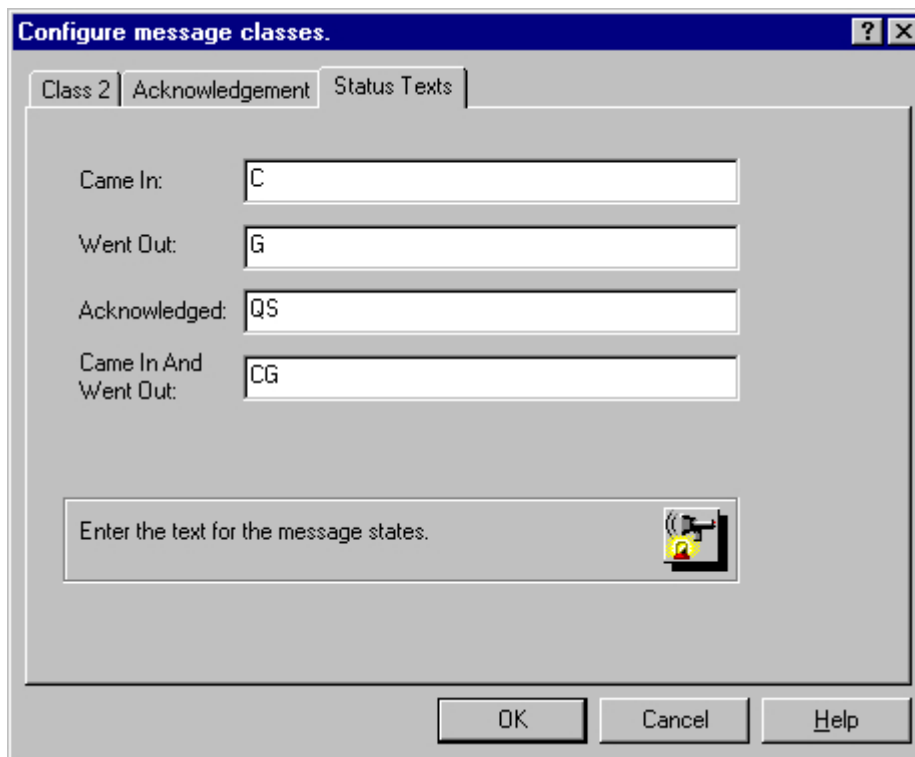 Configure message classes.
Class 2 Acknowledgement Status Texts
Came In: C
Went Out: G
Acknowledged: QS
Came In And
Went Out: CG
Enter the text for the message states.
OK Cancel Help